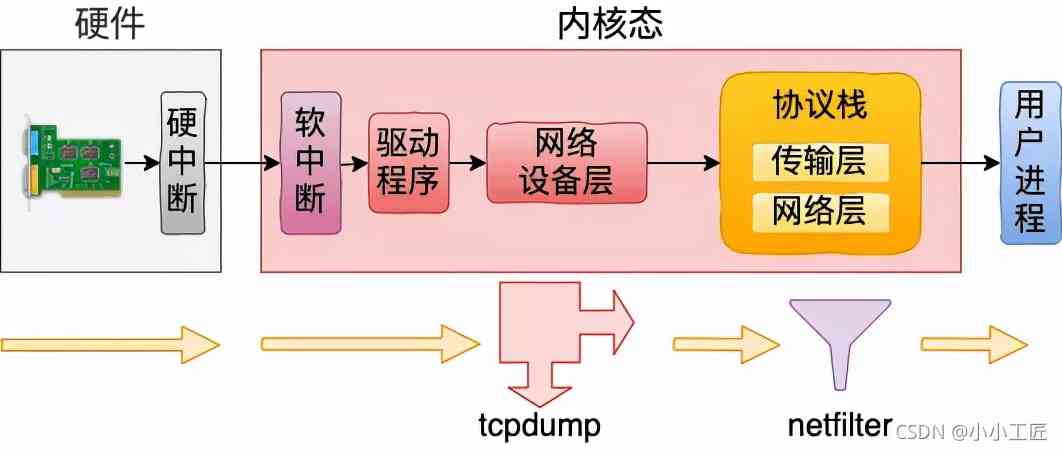 硬件
内核态
硬
中
断
软
中
断
驱动
程序
网络
设备层
协议栈
传输层
网络层
用
户
进
程
tcpdump
netfilter
CSDN @小小工匠